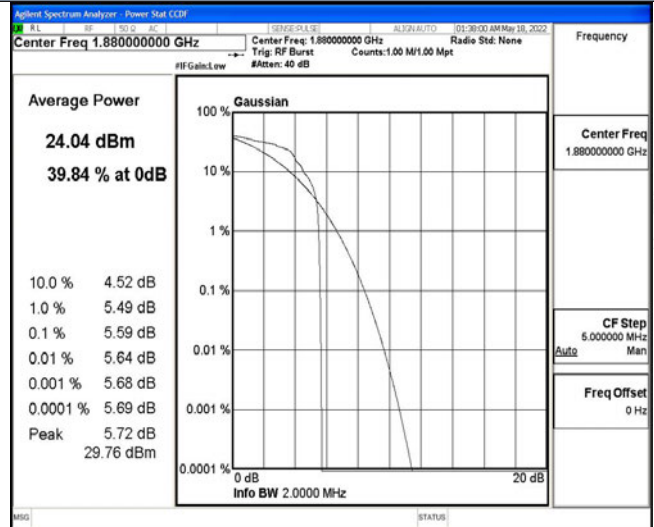 Agilent Spectrum Analyzer - Power Stat CCDF
RL RF 50 Ω AC SENSE:PULSE ALIGN AUTO 01:38:00 AM May 18, 2022
Center Freq 1.880000000 GHz
Center Freq: 1.880000000 GHz Radio Std: None
Trig: RF Burst Counts:1.00 M/1.00 Mpt
#IFGain:Low #Atten: 40 dB
Frequency
Average Power
24.04 dBm
39.84 % at 0dB
10.0 % 4.52 dB
1.0 % 5.49 dB
0.1 % 5.59 dB
0.01 % 5.64 dB
0.001 % 5.68 dB
0.0001 % 5.69 dB
Peak 5.72 dB
29.76 dBm
Gaussian
100 %
10 %
1 %
0.1 %
0.01 %
0.001 %
0.0001 %
0 dB 20 dB
Info BW 2.0000 MHz
Center Freq
1.880000000 GHz
CF Step
5.000000 MHz
Auto Man
Freq Offset
0 Hz
MSG STATUS